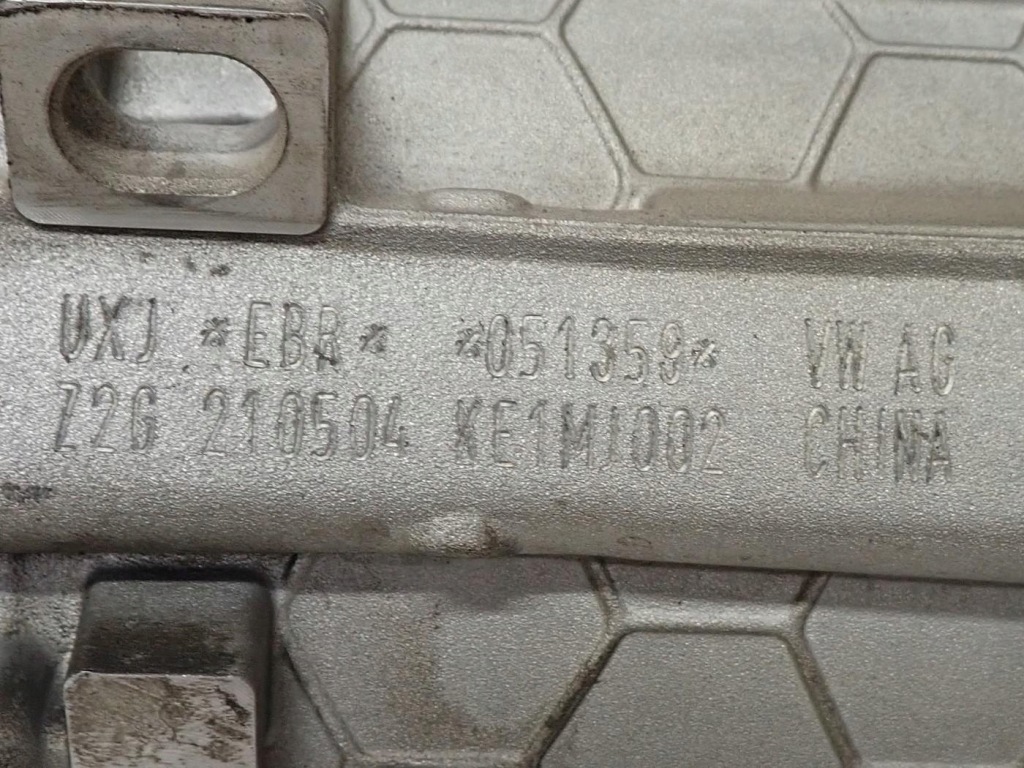 UXJ *EBR* *051359* VW AG
Z2G 210504 KE1MJ002 CHINA